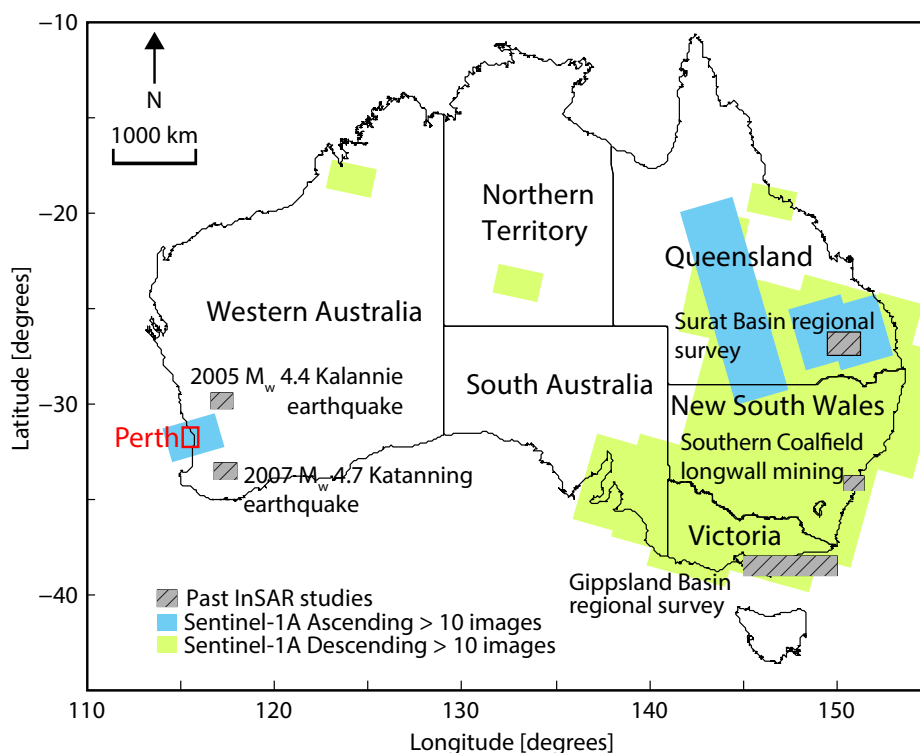 −10
−20
−30
−40
Latitude [degrees]
N
1000 km
Northern
Territory
Queensland
Western Australia
Surat Basin regional
survey
South Australia
2005 Mw 4.4 Kalannie
earthquake
New South Wales
Perth
Southern Coalfield
longwall mining
2007 Mw 4.7 Katanning
earthquake
Victoria
Gippsland Basin
regional survey
Past InSAR studies
Sentinel-1A Ascending > 10 images
Sentinel-1A Descending > 10 images
110 120 130 140 150
Longitude [degrees]